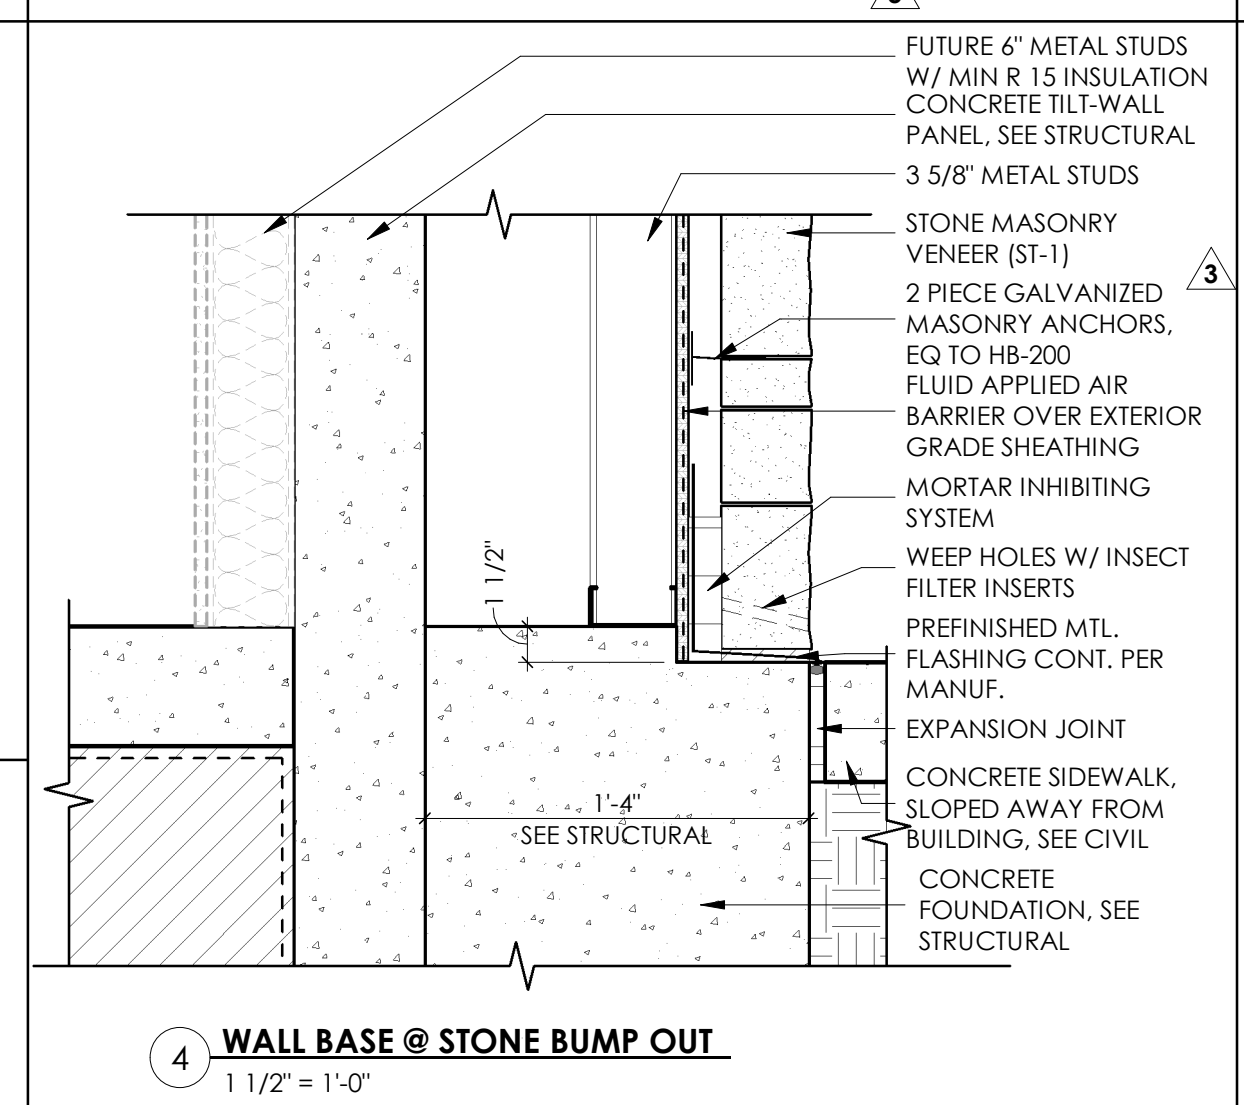 FUTURE 6" METAL STUDS
W/ MIN R 15 INSULATION
CONCRETE TILT-WALL
PANEL, SEE STRUCTURAL
3 5/8" METAL STUDS
STONE MASONRY
VENEER (ST-1)
3
2 PIECE GALVANIZED
MASONRY ANCHORS,
EQ TO HB-200
FLUID APPLIED AIR
BARRIER OVER EXTERIOR
GRADE SHEATHING
MORTAR INHIBITING
SYSTEM
WEEP HOLES W/ INSECT
FILTER INSERTS
PREFINISHED MTL.
FLASHING CONT. PER
MANUF.
EXPANSION JOINT
CONCRETE SIDEWALK,
SLOPED AWAY FROM
BUILDING, SEE CIVIL
CONCRETE
FOUNDATION, SEE
STRUCTURAL
1 1/2"
1'-4"
SEE STRUCTURAL
4
WALL BASE @ STONE BUMP OUT
1 1/2" = 1'-0"